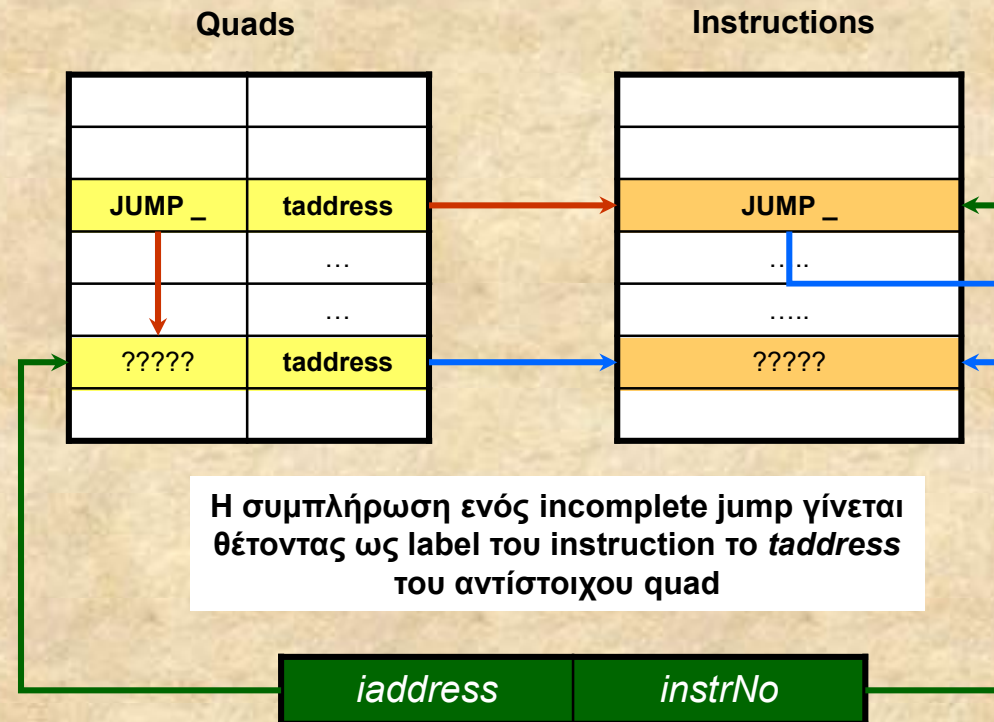 Quads Instructions
JUMP _ taddress JUMP _
… …..
… …..
????? taddress ?????
Η συμπλήρωση ενός incomplete jump γίνεται
θέτοντας ως label του instruction το taddress
του αντίστοιχου quad
iaddress instrNo